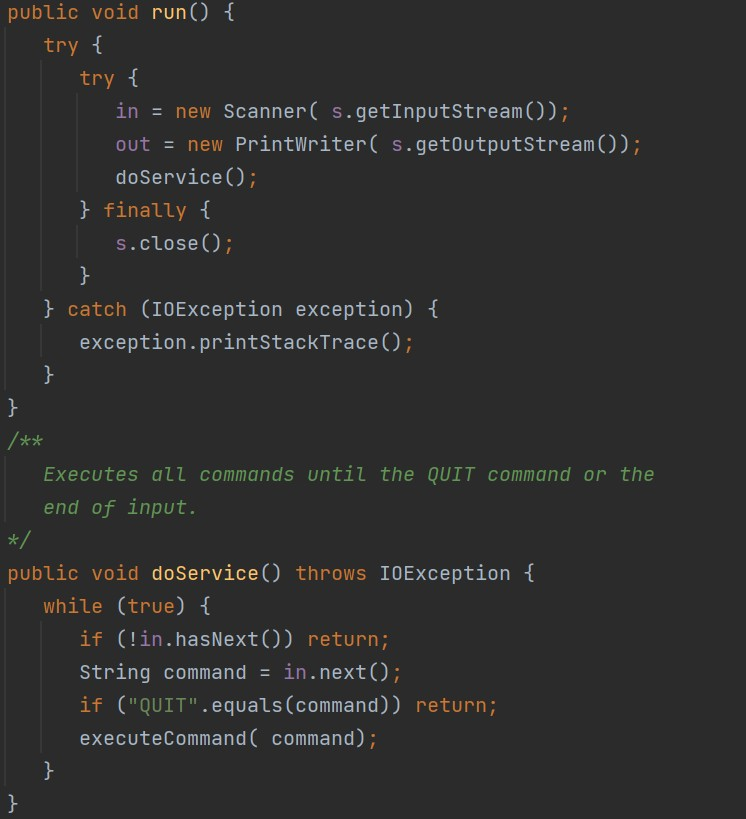 public void run() {
   try {
      try {
         in = new Scanner( s.getInputStream());
         out = new PrintWriter( s.getOutputStream());
         doService();
      } finally {
         s.close();
      }
   } catch (IOException exception) {
      exception.printStackTrace();
   }
}
/**
   Executes all commands until the QUIT command or the
   end of input.
*/
public void doService() throws IOException {
   while (true) {
      if (!in.hasNext()) return;
      String command = in.next();
      if ("QUIT".equals(command)) return;
      executeCommand( command);
   }
}